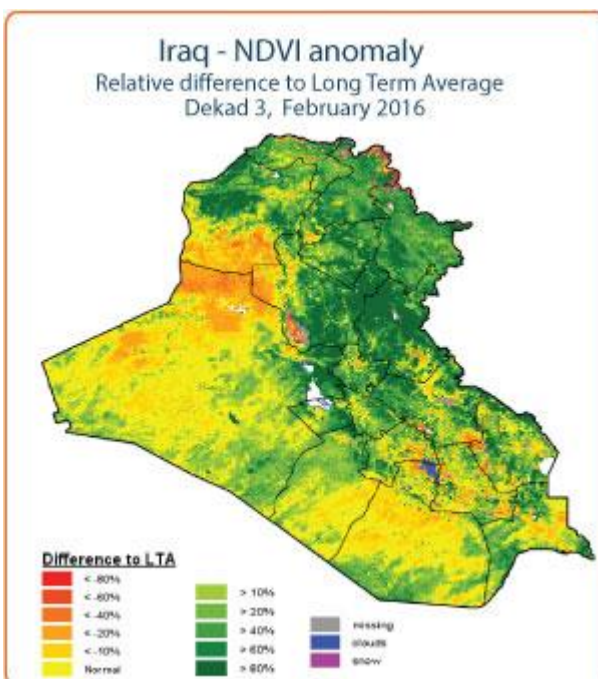 Iraq - NDVI anomaly
Relative difference to Long Term Average
Dekad 3, February 2016
Difference to LTA
< -80%
< -60%
< -40%
< -20%
< -10%
Normal
> 10%
> 20%
> 40%
> 60%
> 80%
missing
clouds
snow